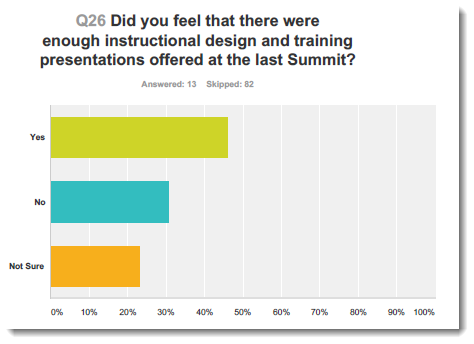 Q26 Did you feel that there were
enough instructional design and training
presentations offered at the last Summit?
Answered: 13 Skipped: 82
Yes
No
Not Sure
0% 10% 20% 30% 40% 50% 60% 70% 80% 90% 100%